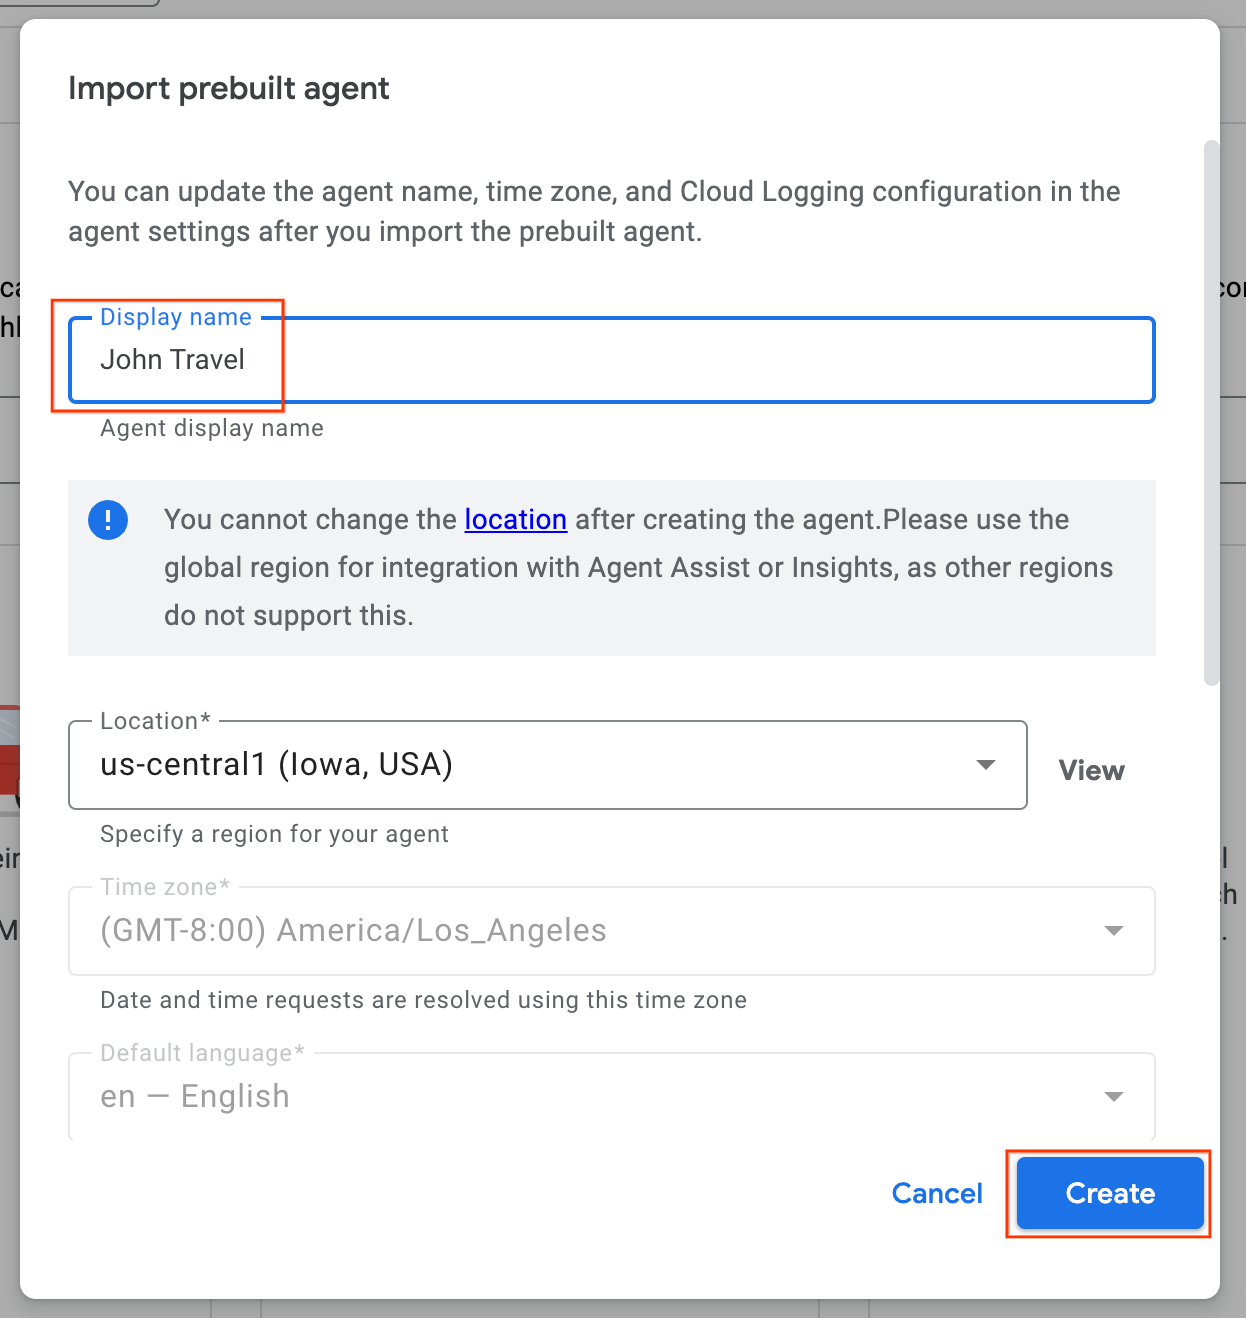 Import prebuilt agent
You can update the agent name, time zone, and Cloud Logging configuration in the
agent settings after you import the prebuilt agent.
Display name
John Travel
Agent display name
You cannot change the location after creating the agent.Please use the
global region for integration with Agent Assist or Insights, as other regions
do not support this.
Location*
us-central1 (Iowa, USA)
View
Specify a region for your agent
Time zone*
(GMT-8:00) America/Los_Angeles
Date and time requests are resolved using this time zone
Default language*
en — English
Cancel
Create